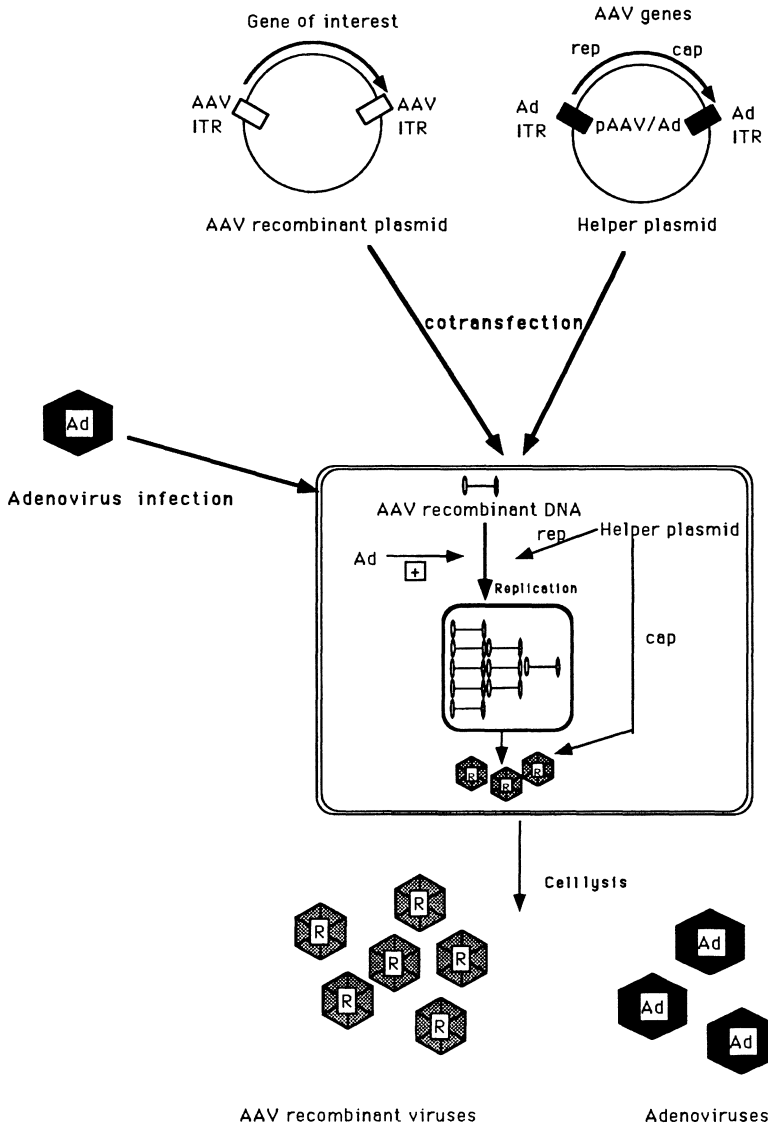 Gene of interest
AAV
ITR
AAV
ITR
AAV recombinant plasmid
AAV genes
rep
cap
Ad
ITR
pAAV/Ad
Ad
ITR
Helper plasmid
cotransfection
Ad
Adenovirus infection
AAV recombinant DNA
rep
Helper plasmid
Ad
+
Replication
cap
R
R
R
Cell lysis
R
R
R
R
R
R
Ad
Ad
Ad
AAV recombinant viruses
Adenoviruses